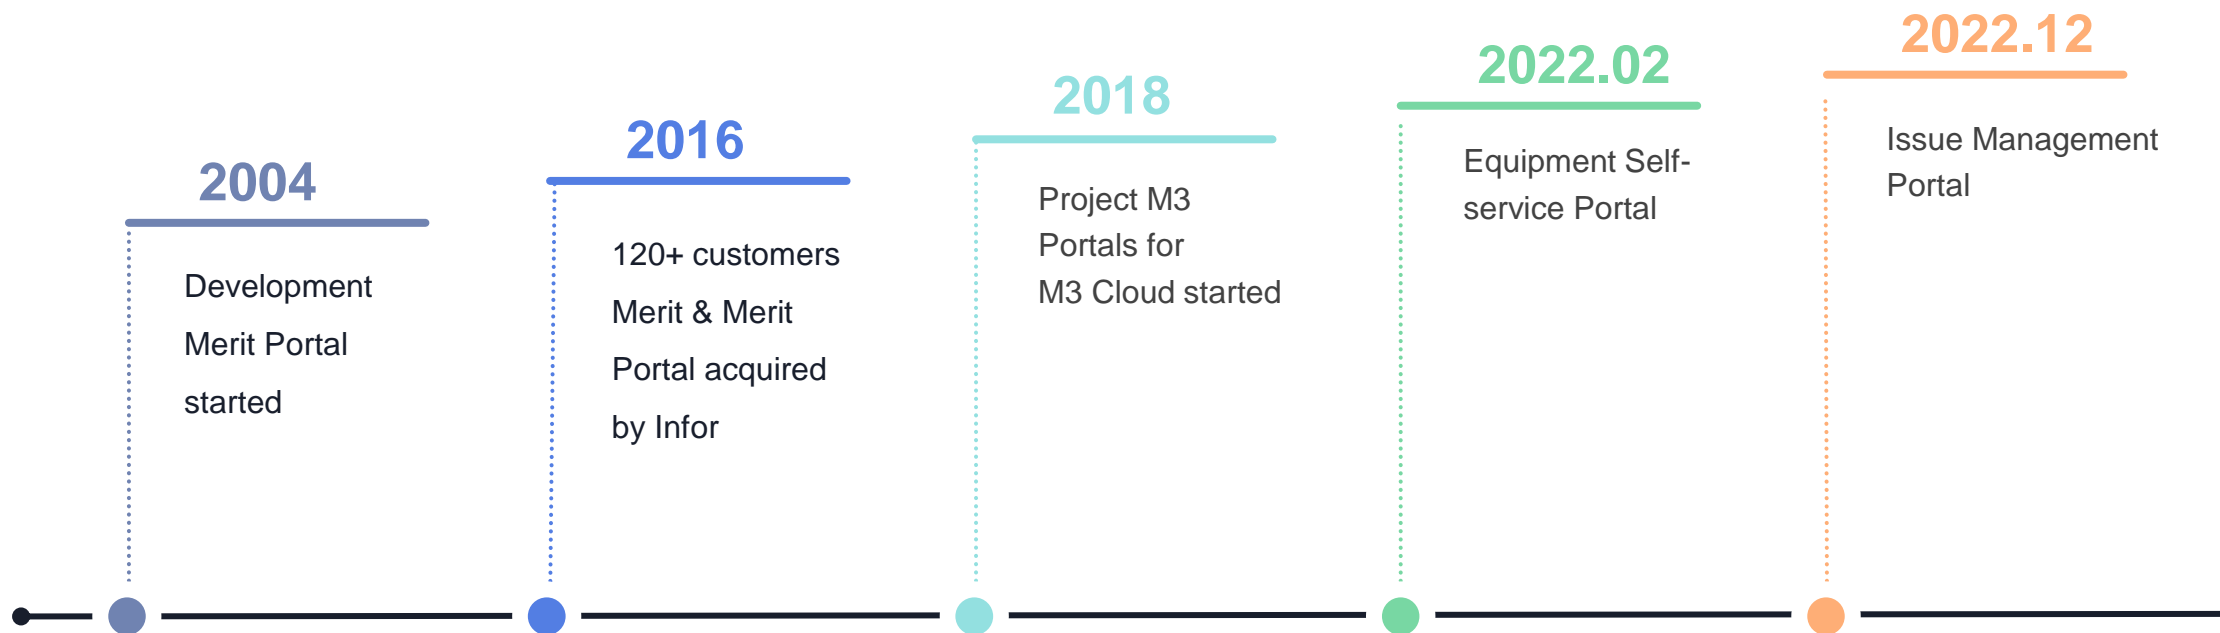 2004
Development
Merit Portal
started
2016
120+ customers
Merit & Merit
Portal acquired
by Infor
2018
Project M3
Portals for
M3 Cloud started
2022.02
Equipment Self-
service Portal
2022.12
Issue Management
Portal